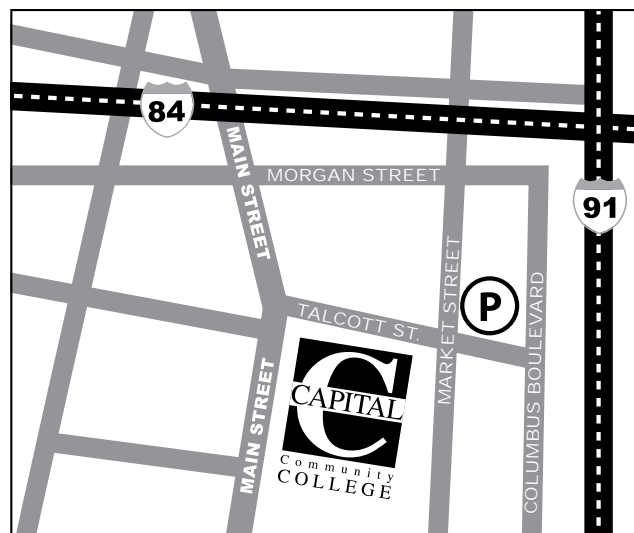 84
MAIN STREET
MORGAN STREET
91
P
MARKET STREET
COLUMBUS BOULEVARD
TALCOTT ST.
MAIN STREET
C
CAPITAL
Community
COLLEGE